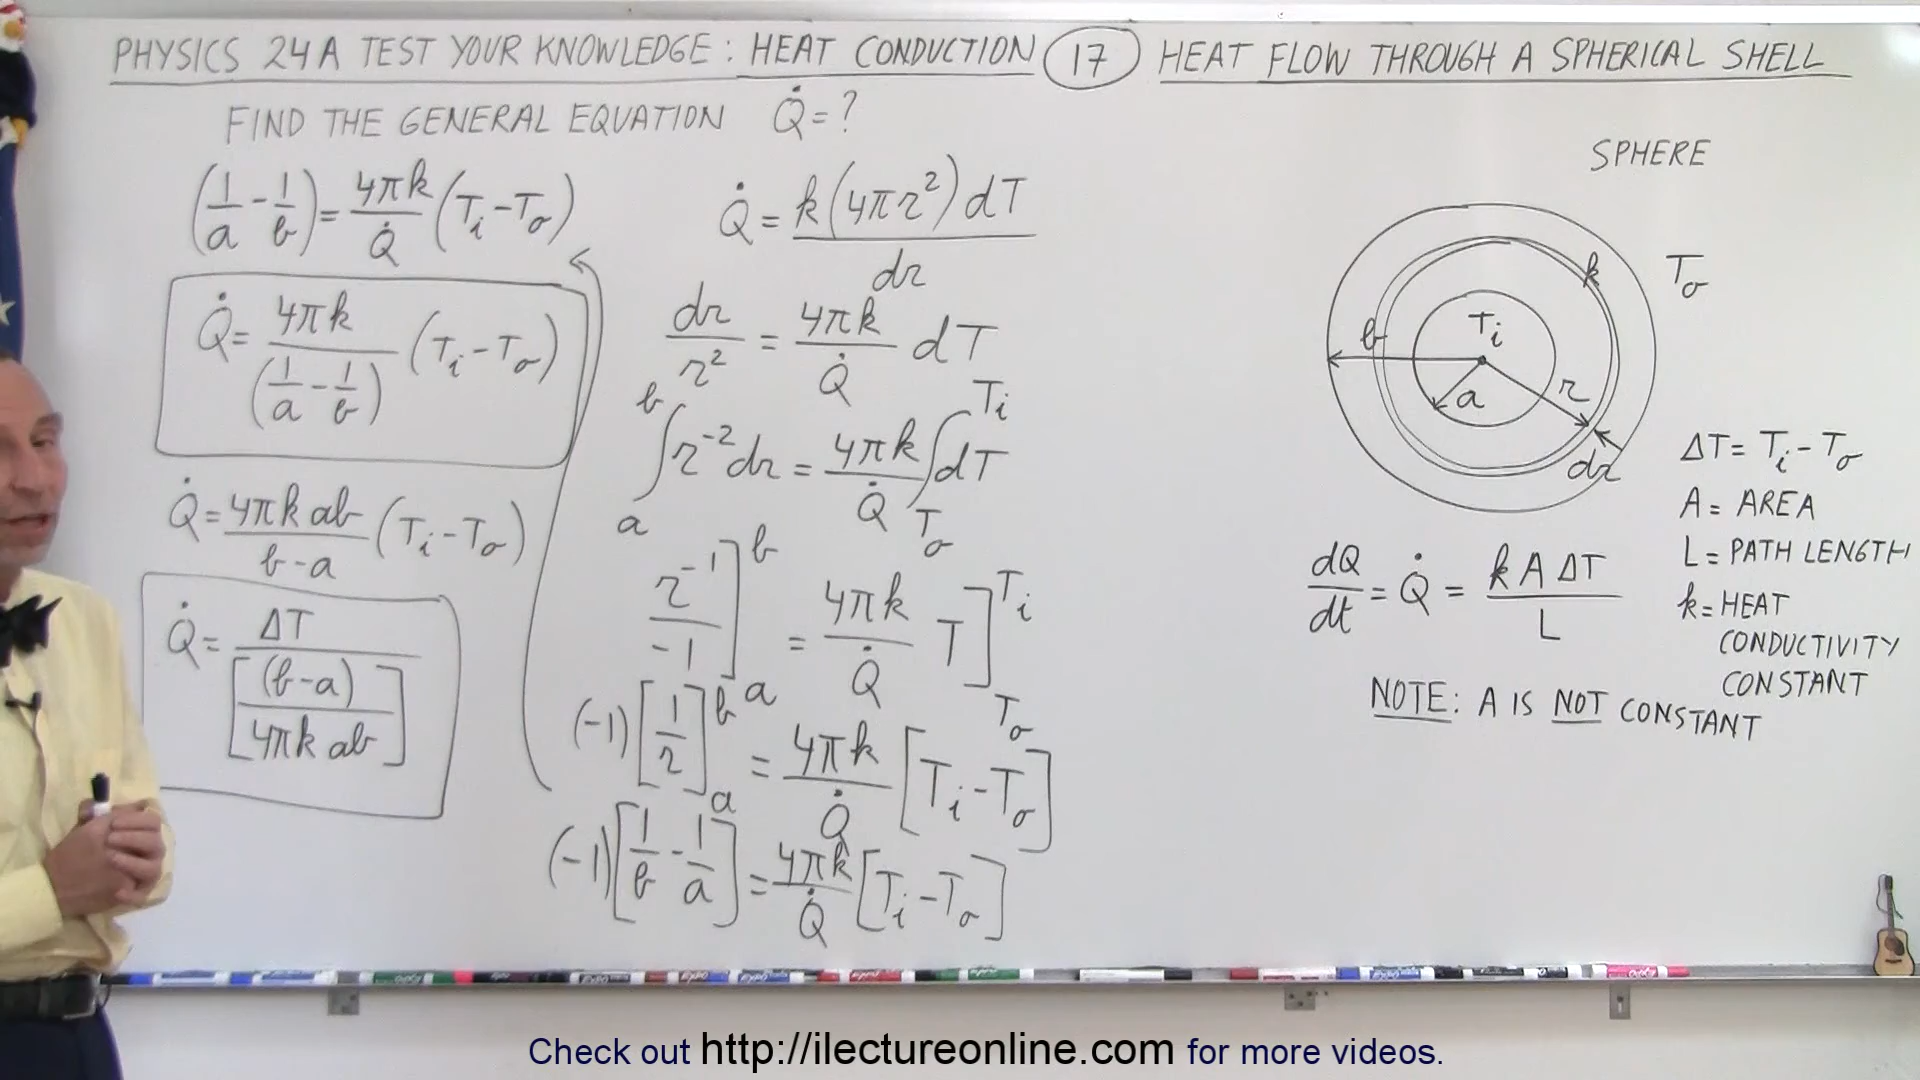 PHYSICS 24A TEST YOUR KNOWLEDGE: HEAT CONDUCTION 17 HEAT FLOW THROUGH A SPHERICAL SHELL
FIND THE GENERAL EQUATION Q̇ = ?
(1/a - 1/b) = 4πk/Q̇ (Ti - To)
Q̇ = 4πk/(1/a - 1/b) (Ti - To)
Q̇ = 4πk ab/(b-a) (Ti - To)
Q̇ = ΔT/[(b-a)/4πk ab]
Q̇ = k(4πr²)dT/dr
dr/r² = 4πk/Q̇ dT
∫ₐᵇ r⁻² dr = 4πk/Q̇ ∫ dT To Ti
r⁻¹/-1 ]ₐᵇ = 4πk/Q̇ T] To Ti
(-1)[1/r]ₐᵇ = 4πk/Q̇ [Ti - To]
(-1)[1/b - 1/a] = 4πk/Q̇ [Ti - To]
SPHERE
To
k
Ti
b
a
r
dr
ΔT = Ti - To
A = AREA
L = PATH LENGTH
k = HEAT
CONDUCTIVITY
CONSTANT
dQ/dt = Q̇ = k A ΔT/L
NOTE: A IS NOT CONSTANT
Check out http://ilectureonline.com for more videos.